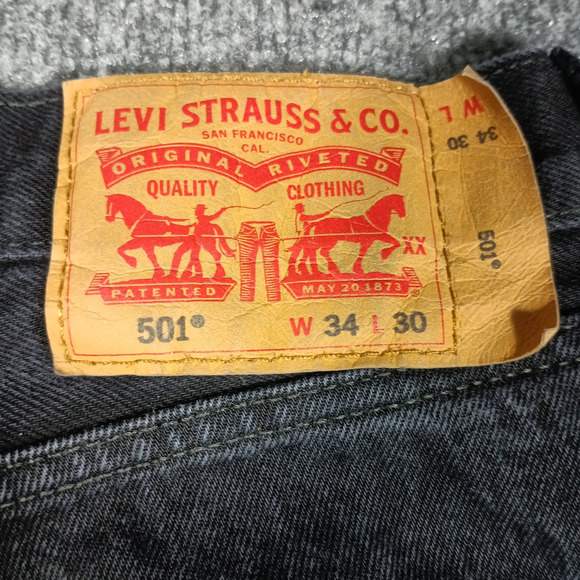 LEVI STRAUSS & CO.
SAN FRANCISCO
CAL.
ORIGINAL RIVETED
QUALITY CLOTHING
XX
PATENTED MAY 20 1873
501® W 34 L 30
W L
34 30
501®